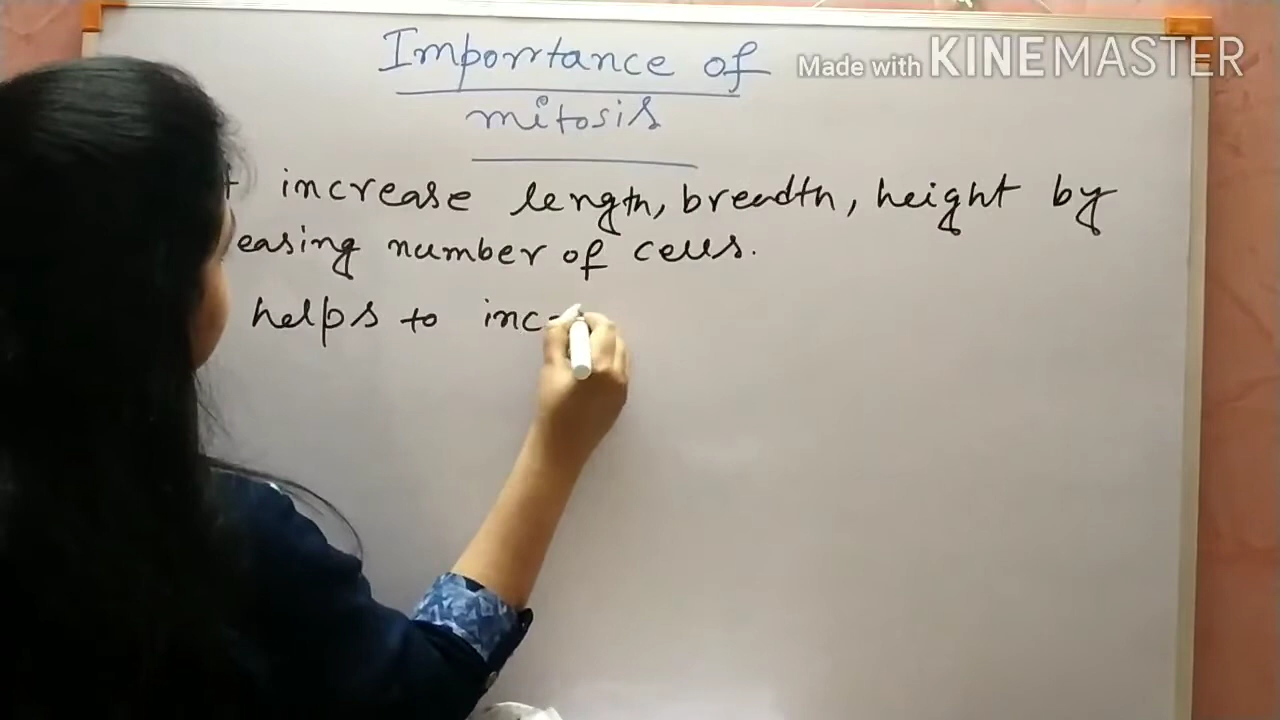 Importance of
mitosis
Made with KINEMASTER
increase length, breadth, height by
easing number of cells.
helps to inc